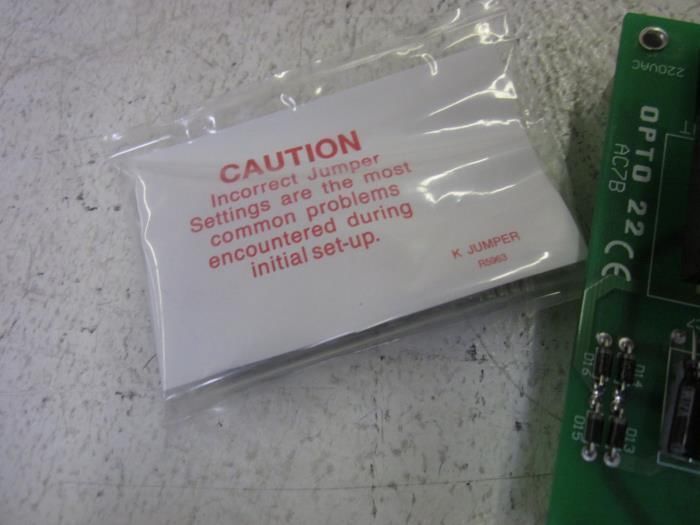 CAUTION
Incorrect Jumper
Settings are the most
common problems
encountered during
initial set-up.
K JUMPER
R5963
220VAC
OPTO 22 CE
AC7B
D16
D14
D15
D13